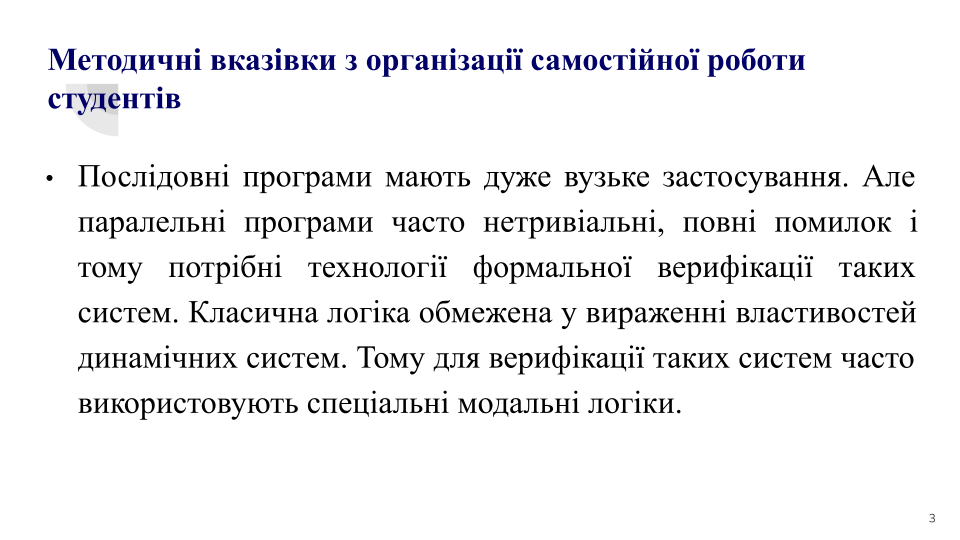 Методичні вказівки з організації самостійної роботи
студентів
• Послідовні програми мають дуже вузьке застосування. Але
паралельні програми часто нетривіальні, повні помилок і
тому потрібні технології формальної верифікації таких
систем. Класична логіка обмежена у вираженні властивостей
динамічних систем. Тому для верифікації таких систем часто
використовують спеціальні модальні логіки.
3